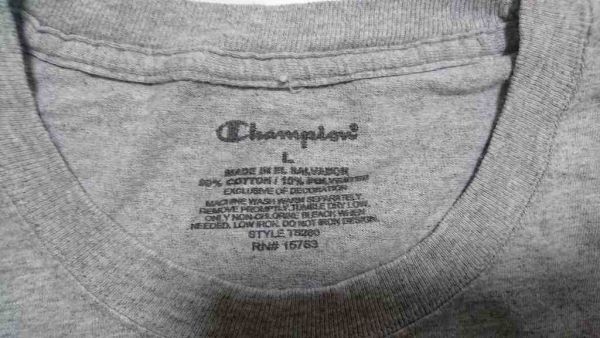 Champion
L
MADE IN EL SALVADOR
90% COTTON / 10% POLYESTER
EXCLUSIVE OF DECORATION
MACHINE WASH WARM SEPARATELY
REMOVE PROMPTLY. TUMBLE DRY LOW.
ONLY NON-CHLORINE BLEACH WHEN
NEEDED. LOW IRON. DO NOT IRON DESIGN.
STYLE T5280
RN# 15763